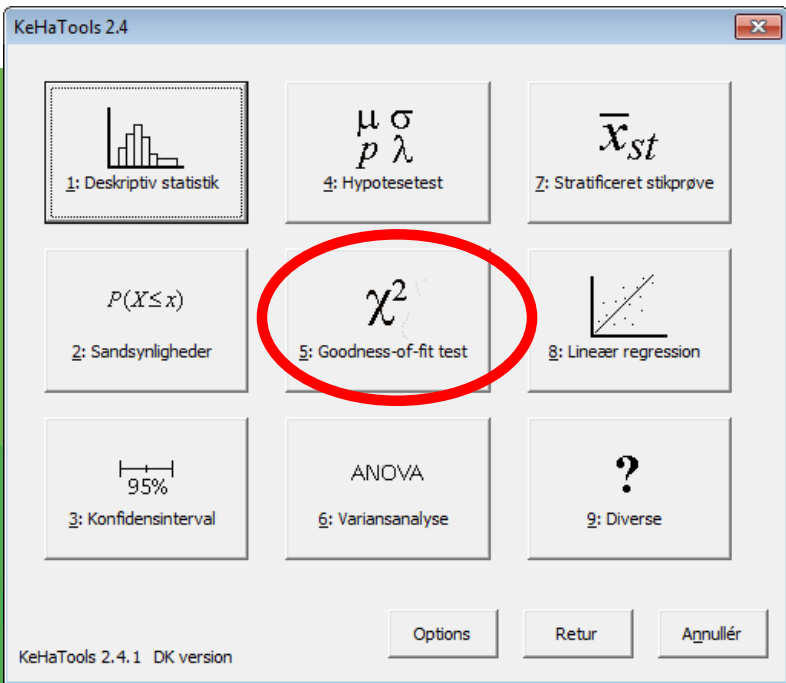 KeHaTools 2.4
1: Deskriptiv statistik
μ σ
p λ
4: Hypotesetest
x̅st
7: Stratificeret stikprøve
P(X≤x)
2: Sandsynligheder
χ²
5: Goodness-of-fit test
8: Lineær regression
95%
3: Konfidensinterval
ANOVA
6: Variansanalyse
?
9: Diverse
Options
Retur
Annullér
KeHaTools 2.4.1 DK version